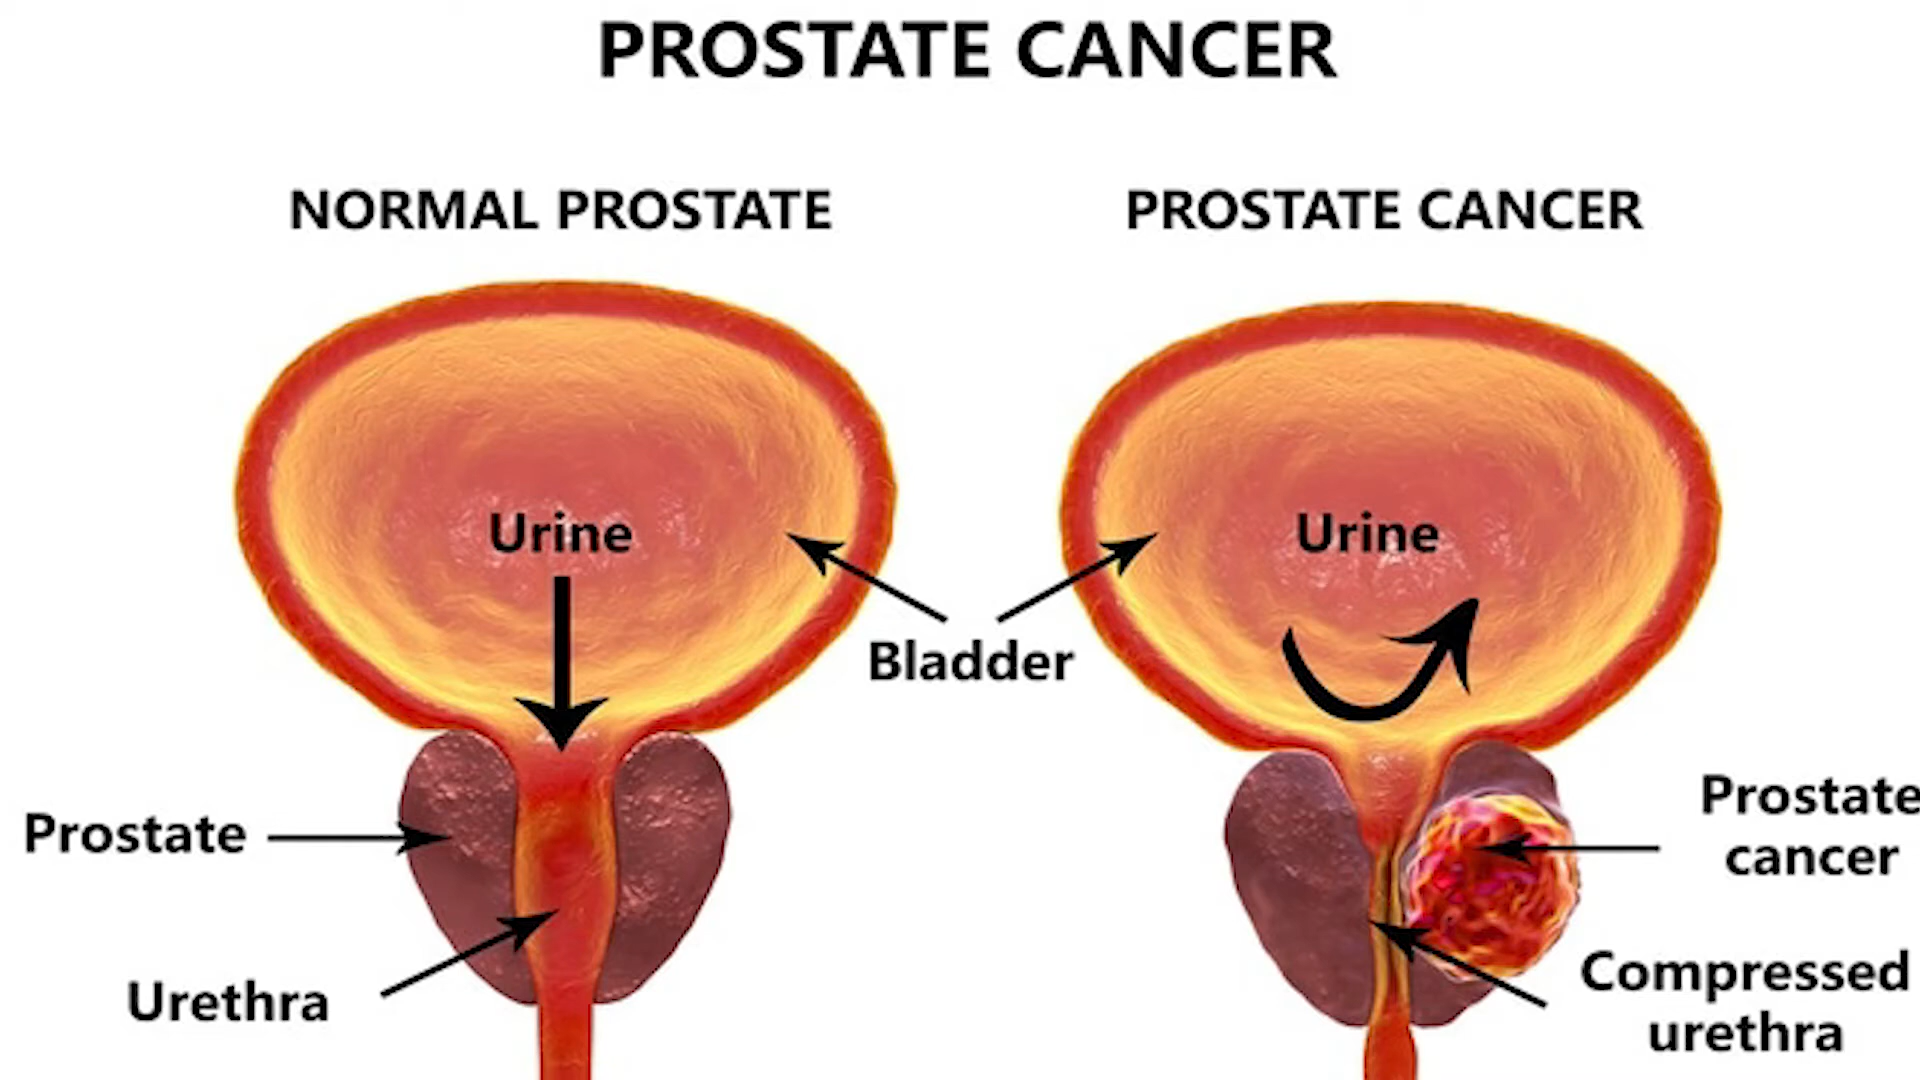 PROSTATE CANCER
NORMAL PROSTATE
PROSTATE CANCER
Urine
Urine
Bladder
Prostate
Urethra
Prostate
cancer
Compressed
urethra